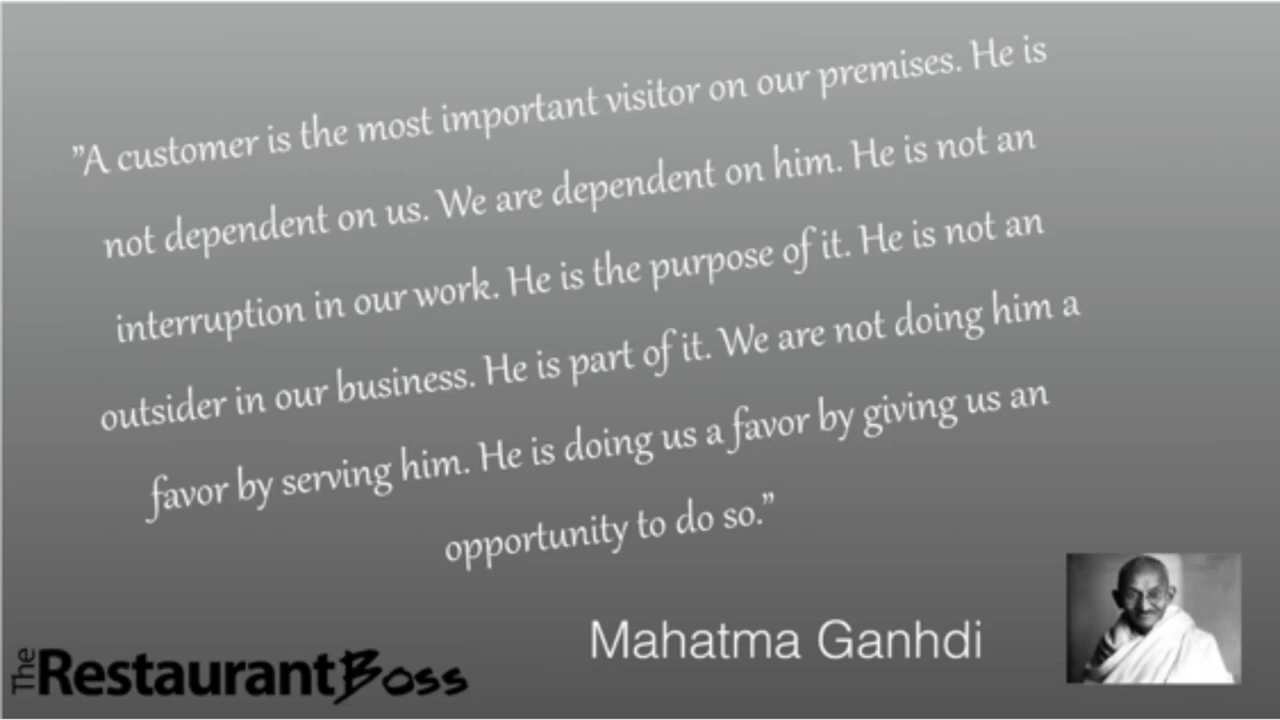 ”A customer is the most important visitor on our premises. He is
not dependent on us. We are dependent on him. He is not an
interruption in our work. He is the purpose of it. He is not an
outsider in our business. He is part of it. We are not doing him a
favor by serving him. He is doing us a favor by giving us an
opportunity to do so.”
Mahatma Ganhdi
The Restaurant Boss